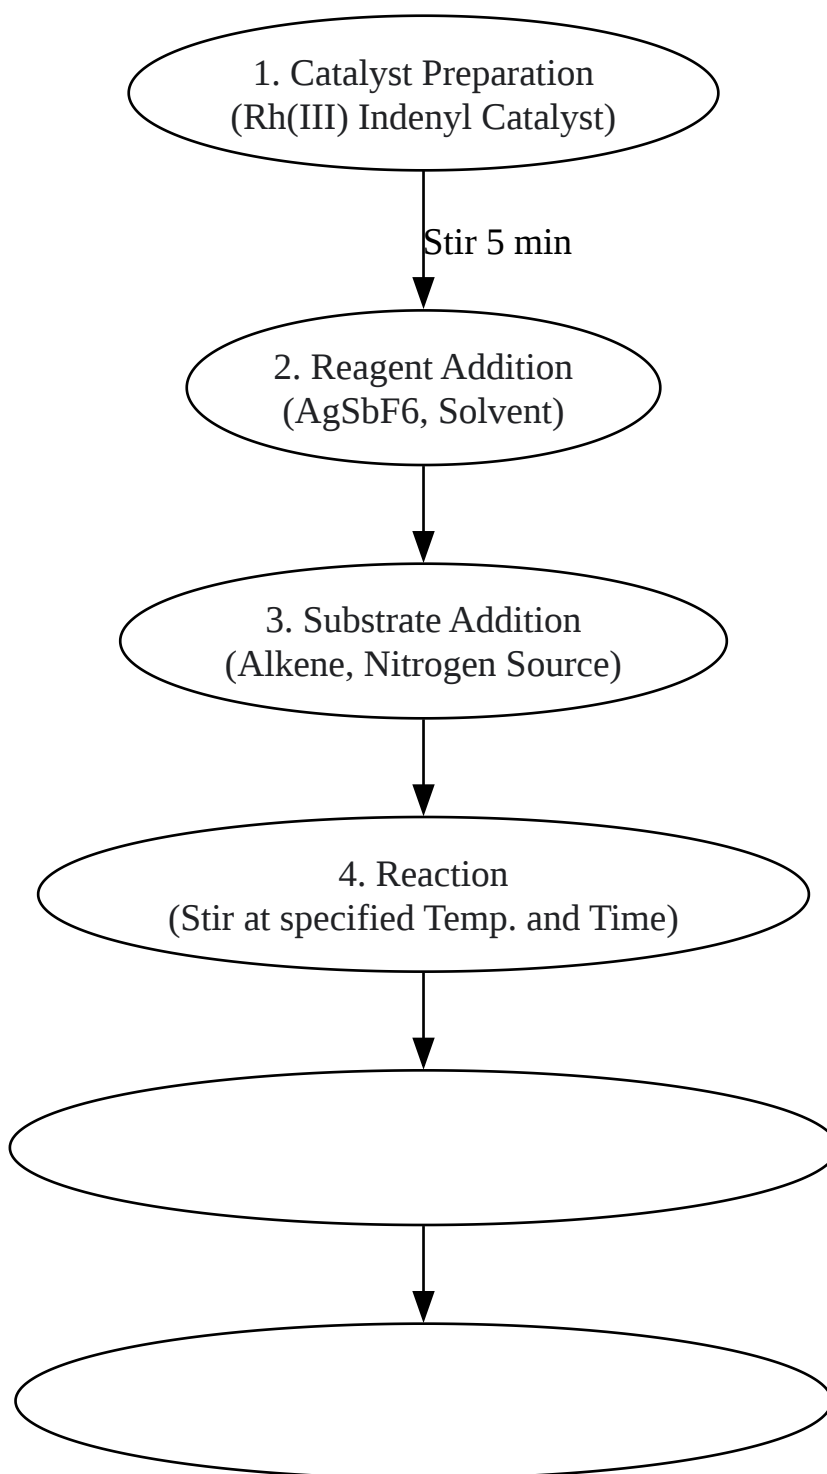 1. Catalyst Preparation
(Rh(III) Indenyl Catalyst)
Stir 5 min
2. Reagent Addition
(AgSbF6, Solvent)
3. Substrate Addition
(Alkene, Nitrogen Source)
4. Reaction
(Stir at specified Temp. and Time)